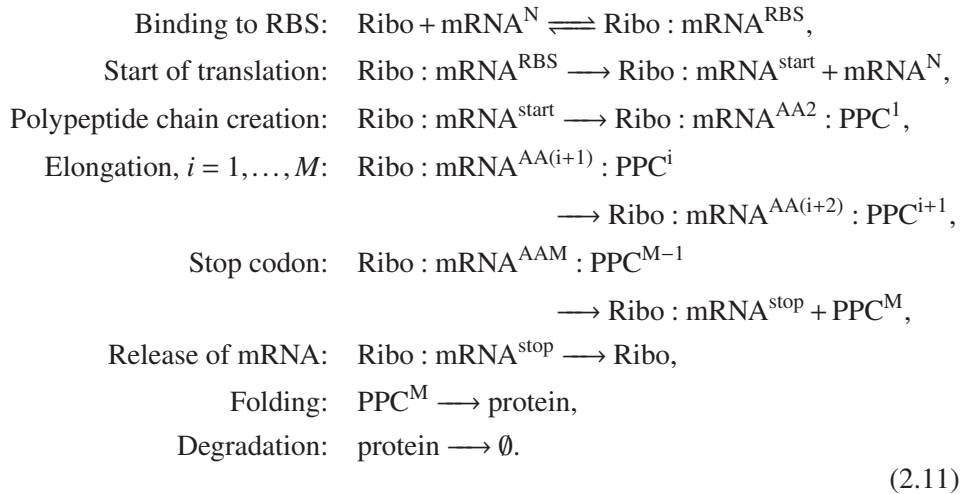 Binding to RBS: Ribo + mRNA^N ⇌ Ribo : mRNA^RBS,
Start of translation: Ribo : mRNA^RBS ⟶ Ribo : mRNA^start + mRNA^N,
Polypeptide chain creation: Ribo : mRNA^start ⟶ Ribo : mRNA^AA2 : PPC^1,
Elongation, i = 1,…,M: Ribo : mRNA^AA(i+1) : PPC^i
⟶ Ribo : mRNA^AA(i+2) : PPC^i+1,
Stop codon: Ribo : mRNA^AAM : PPC^M−1
⟶ Ribo : mRNA^stop + PPC^M,
Release of mRNA: Ribo : mRNA^stop ⟶ Ribo,
Folding: PPC^M ⟶ protein,
Degradation: protein ⟶ ∅.
(2.11)